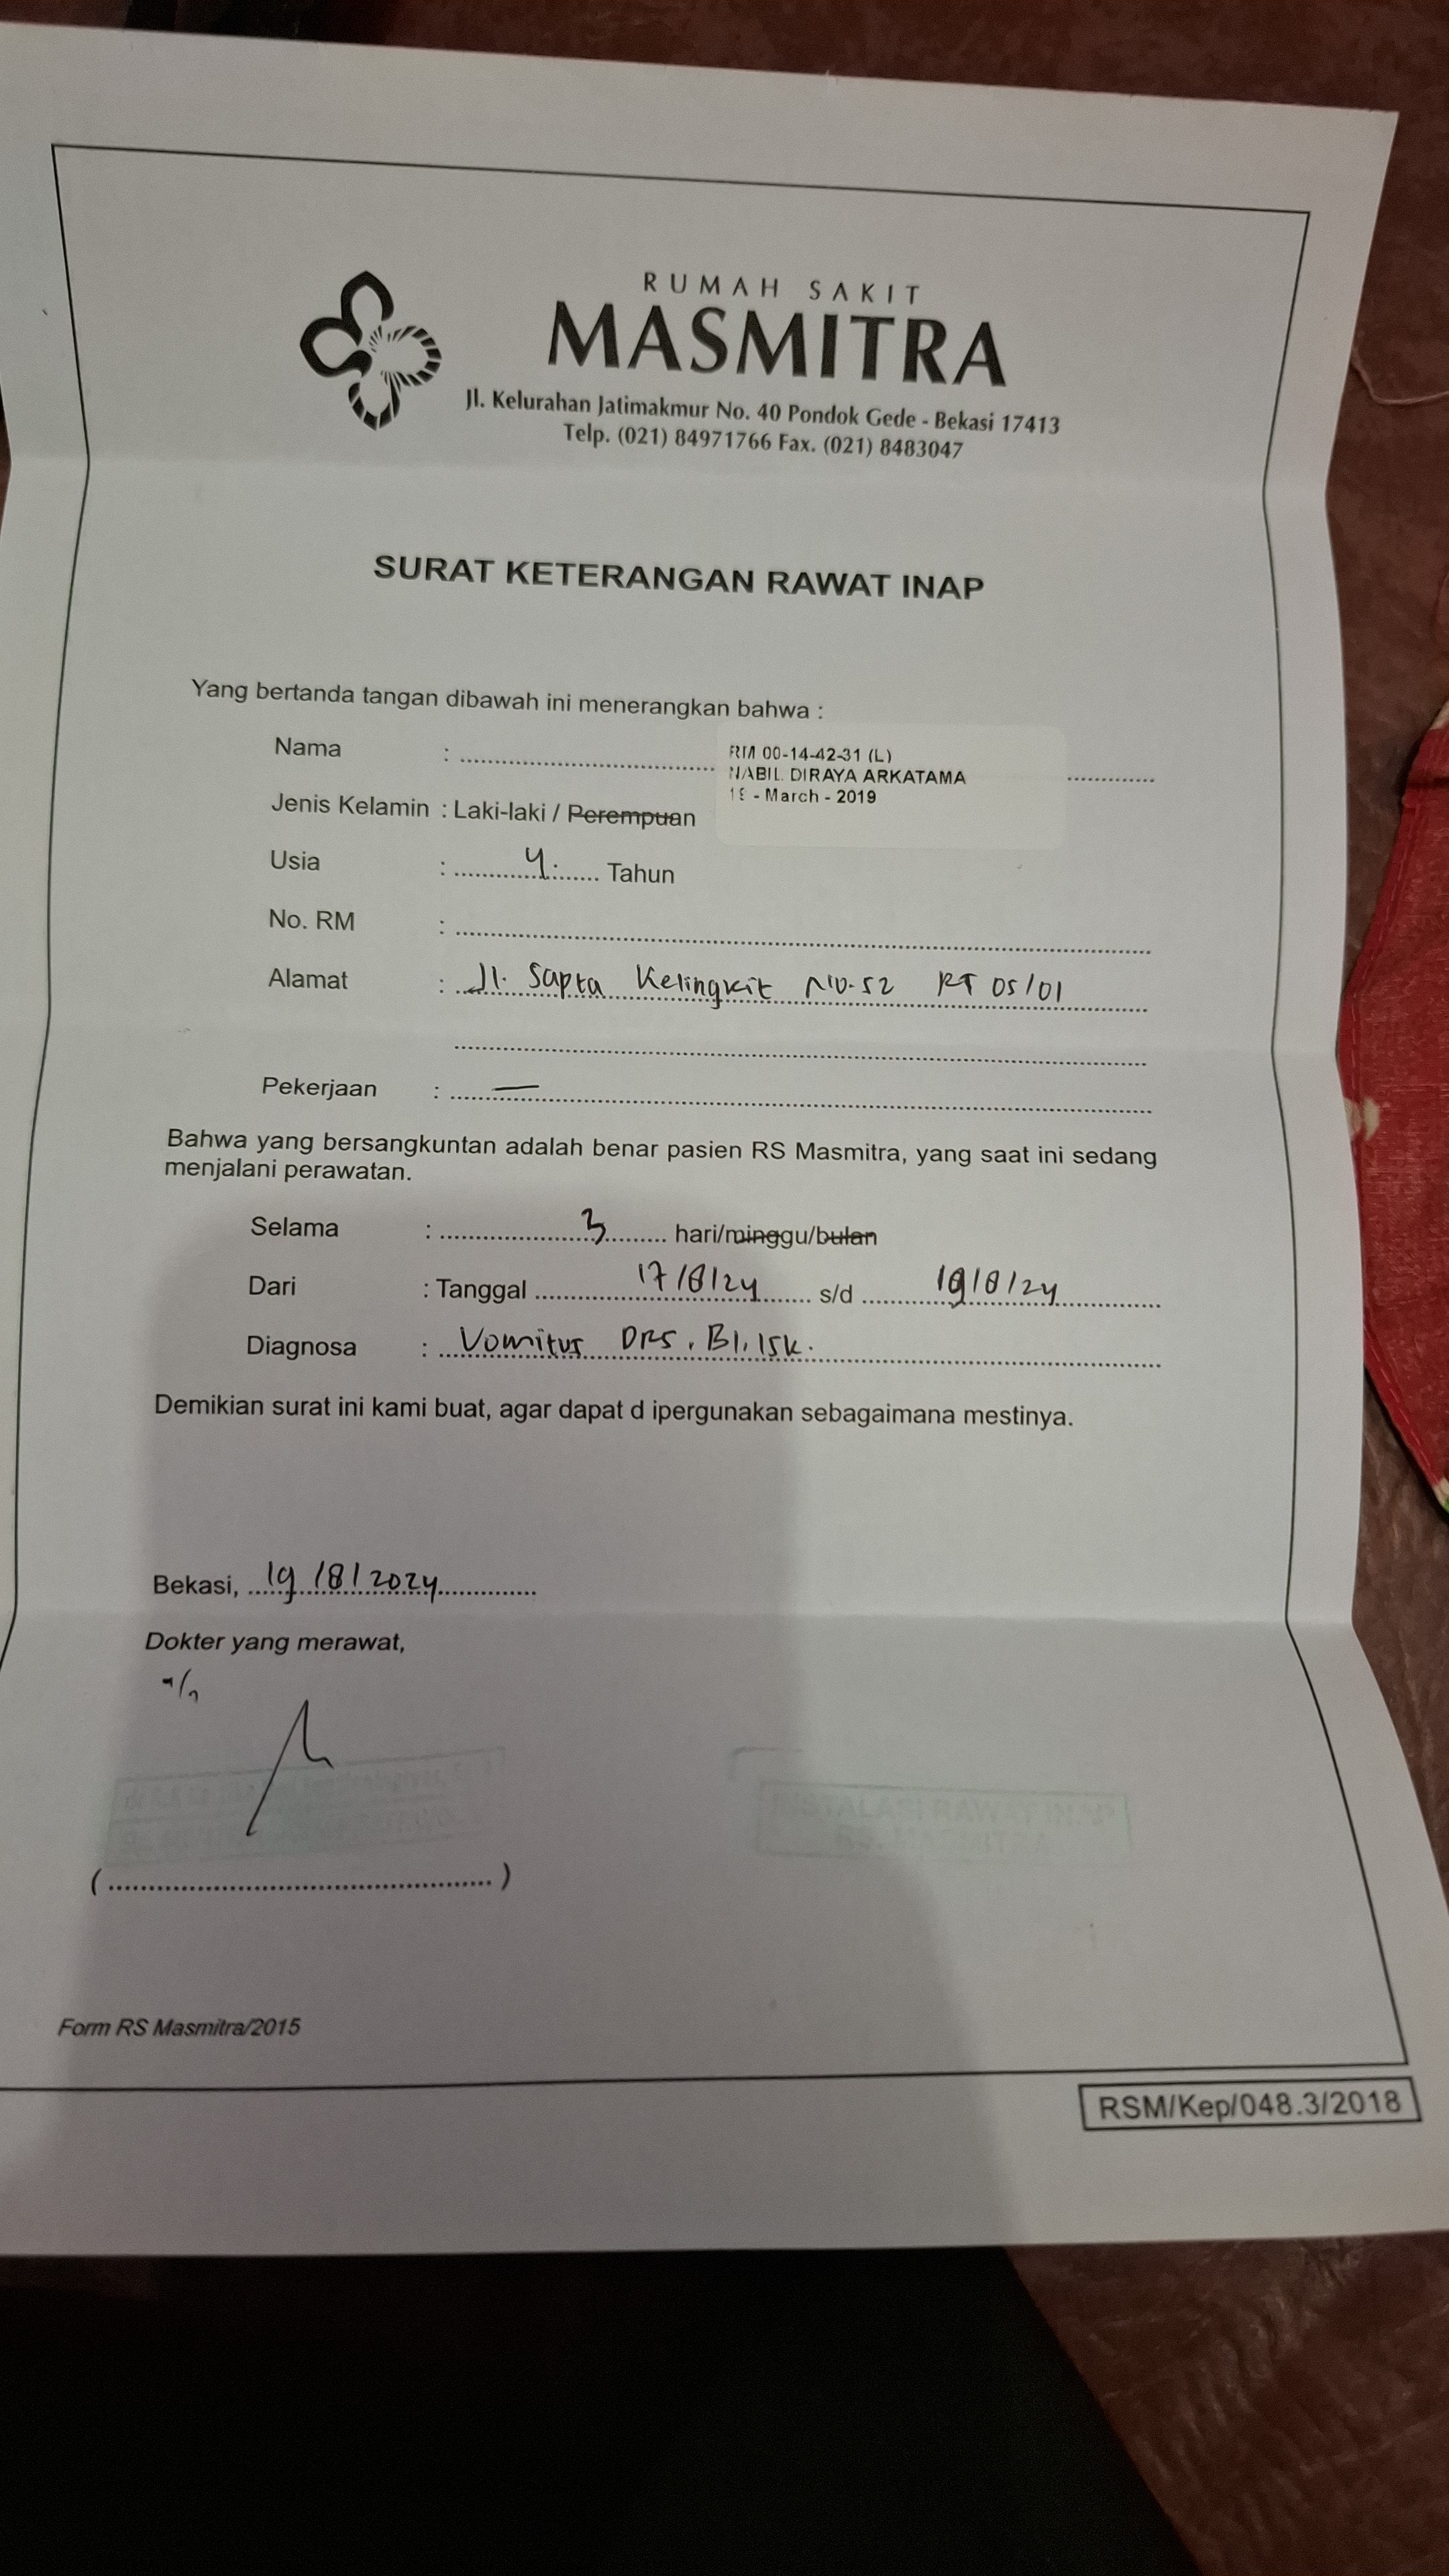 RUMAH SAKIT
MASMITRA
Jl. Kelurahan Jatimakmur No. 40 Pondok Gede - Bekasi 17413
Telp. (021) 84971766 Fax. (021) 8483047
SURAT KETERANGAN RAWAT INAP
Yang bertanda tangan dibawah ini menerangkan bahwa :
Nama :
RM 00-14-42-31 (L)
NABIL DIRAYA ARKATAMA
- March - 2019
Jenis Kelamin : Laki-laki / Perempuan
Usia : 4 Tahun
No. RM :
Alamat : Jl. Sapta Kelingkit No.52 RT 05/01
Pekerjaan : —
Bahwa yang bersangkuntan adalah benar pasien RS Masmitra, yang saat ini sedang
menjalani perawatan.
Selama : 3 hari/minggu/bulan
Dari : Tanggal 17/8/24 s/d 19/8/24
Diagnosa : Vomitus DRS, B1, ISK.
Demikian surat ini kami buat, agar dapat d ipergunakan sebagaimana mestinya.
Bekasi, 19/8/2024
Dokter yang merawat,
(.....................................................)
INSTALASI RAWAT INAP
RS. MASMITRA
Form RS Masmitra/2015
RSM/Kep/048.3/2018